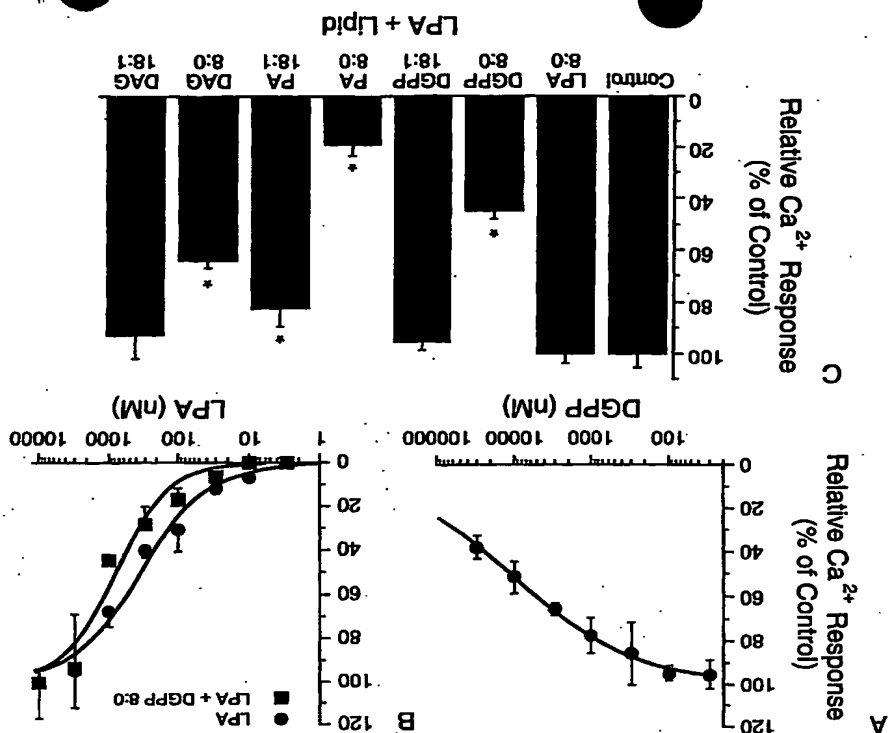 A
Relative Ca2+ Response
(% of Control)
120
100
80
60
40
20
0
100
1000
10000
100000
DGPP (nM)
B
LPA
LPA + DGPP 8:0
120
100
80
60
40
20
0
1
10
100
1000
10000
LPA (nM)
C
Relative Ca2+ Response
(% of Control)
100
80
60
40
20
0
Control
LPA 8:0
DGPP 8:0
DGPP 18:1
PA 8:0
PA 18:1
DAG 8:0
DAG 18:1
* * * *
LPA + Lipid